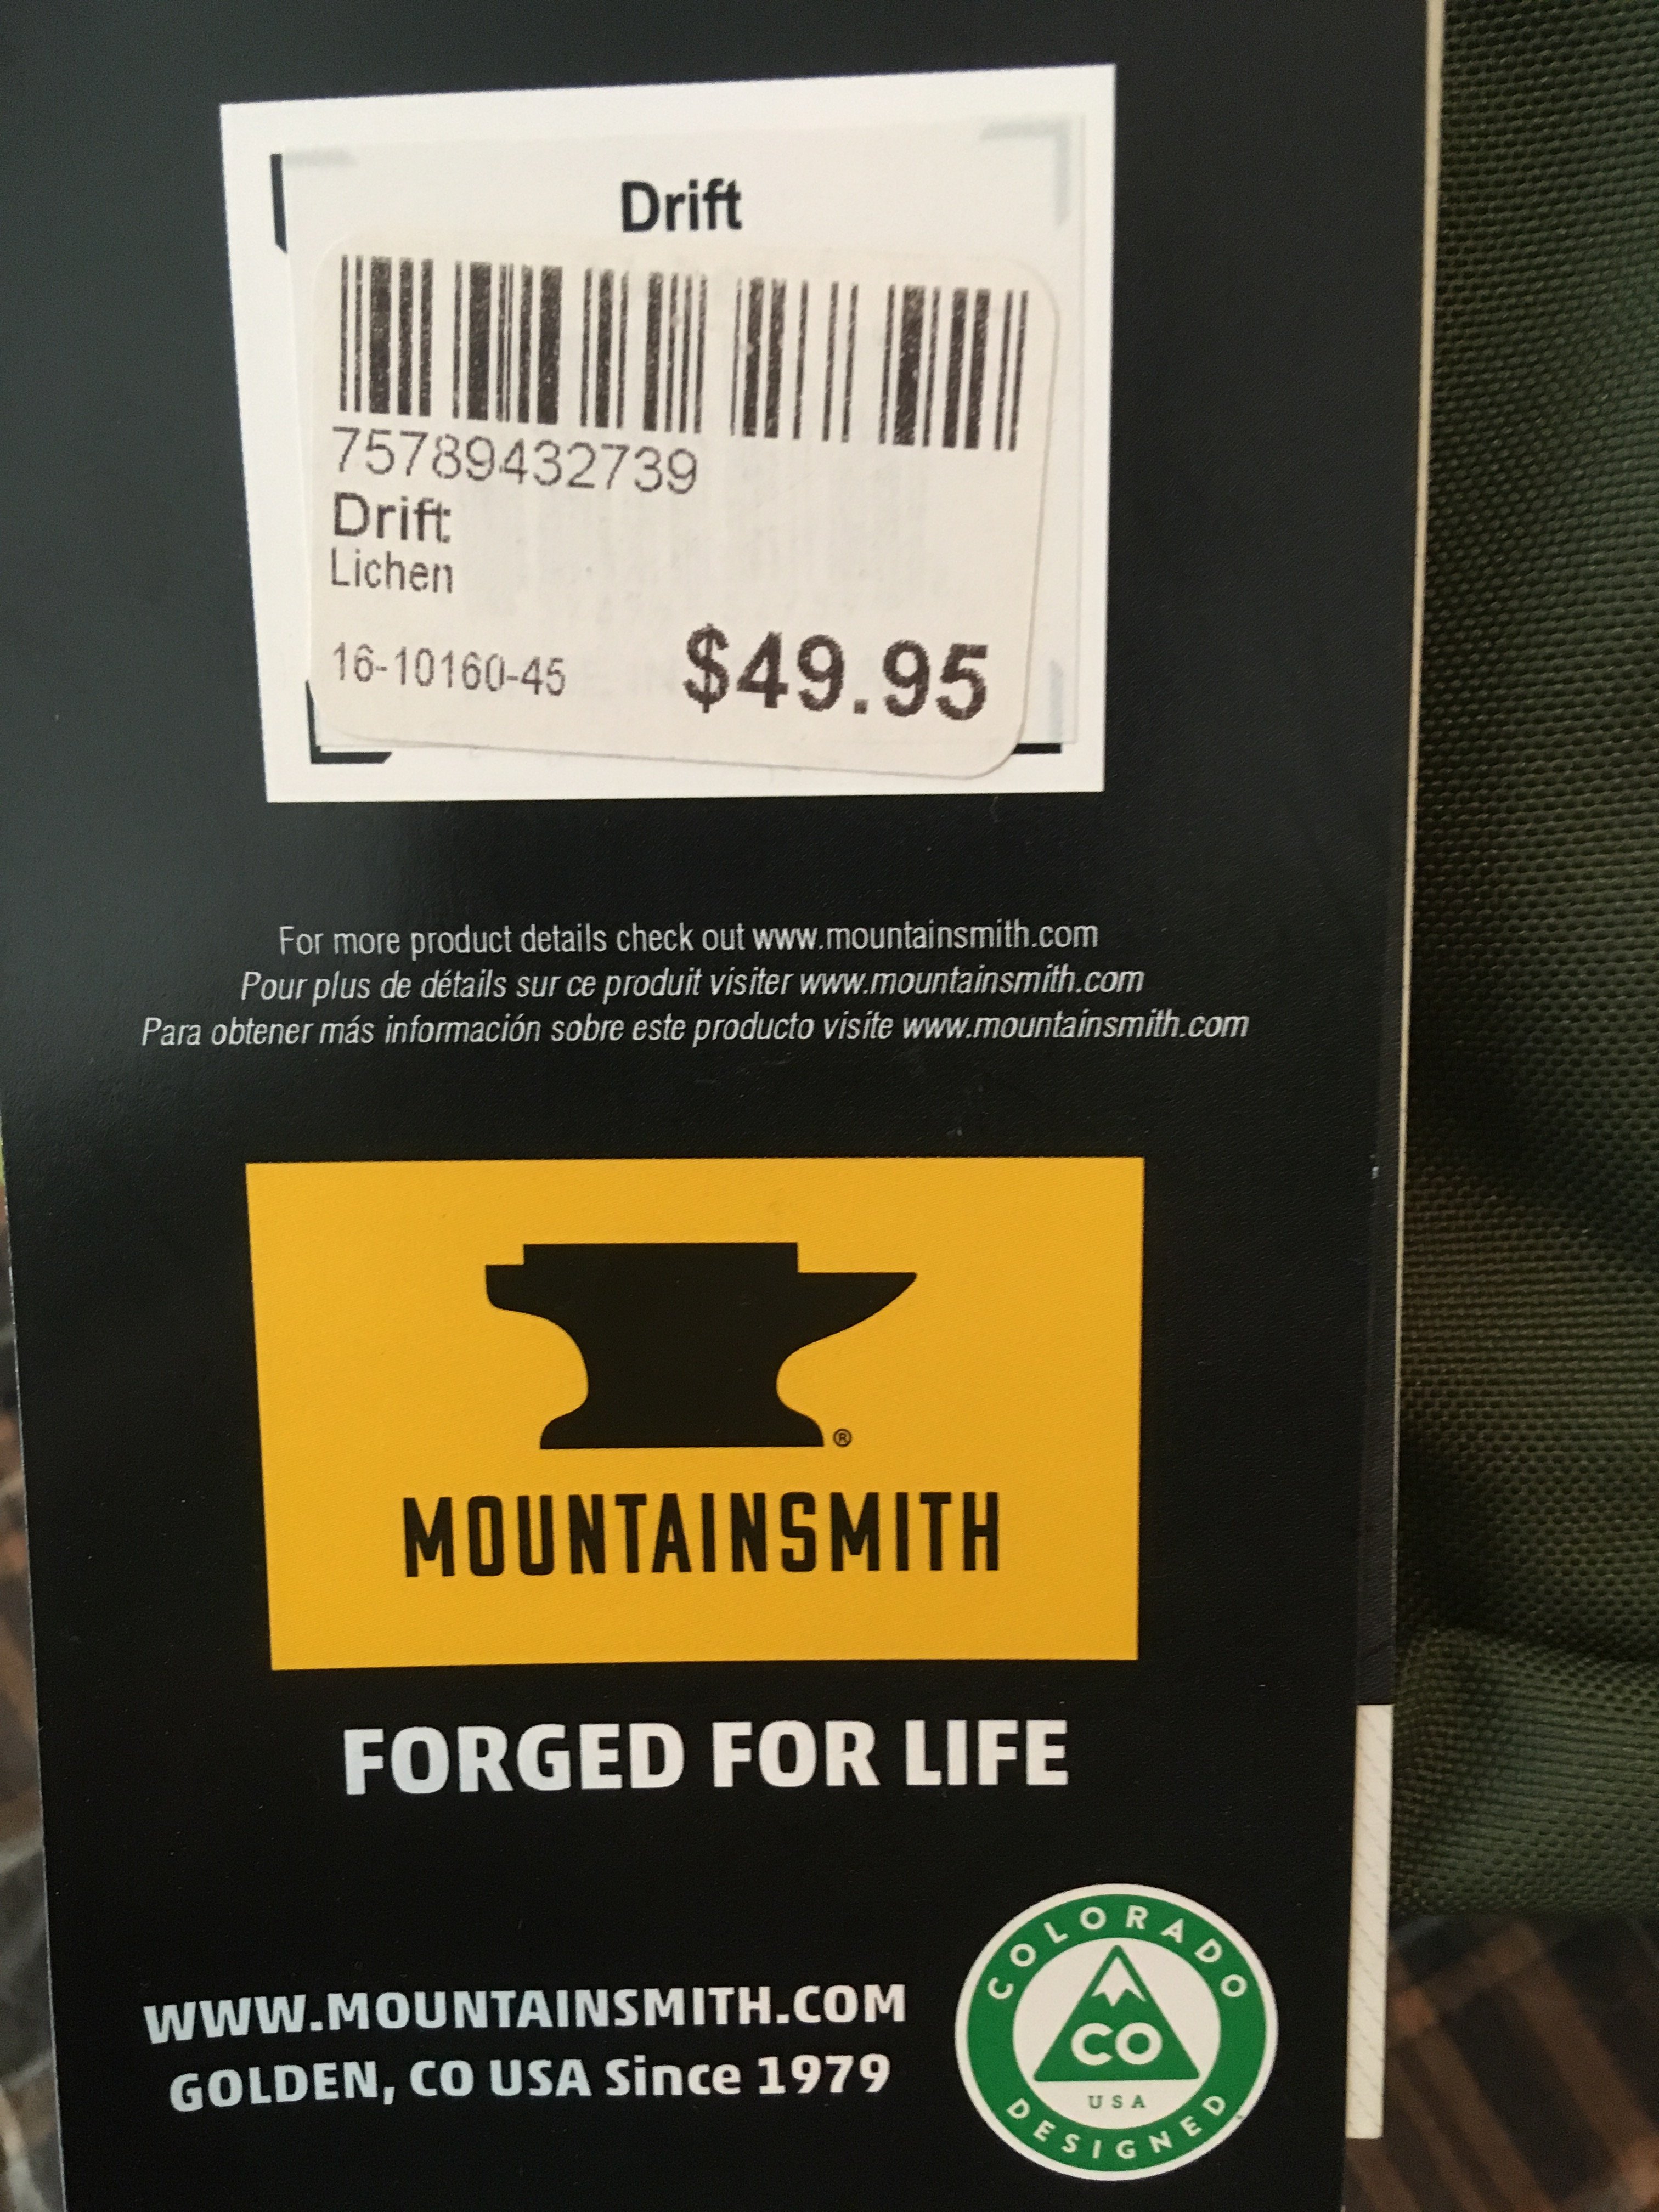 Drift
75789432739
Drift
Lichen
16-10160-45 $49.95
For more product details check out www.mountainsmith.com
Pour plus de détails sur ce produit visiter www.mountainsmith.com
Para obtener más información sobre este producto visite www.mountainsmith.com
®
MOUNTAINSMITH
FORGED FOR LIFE
WWW.MOUNTAINSMITH.COM
GOLDEN, CO USA Since 1979
COLORADO
CO
USA
DESIGNED